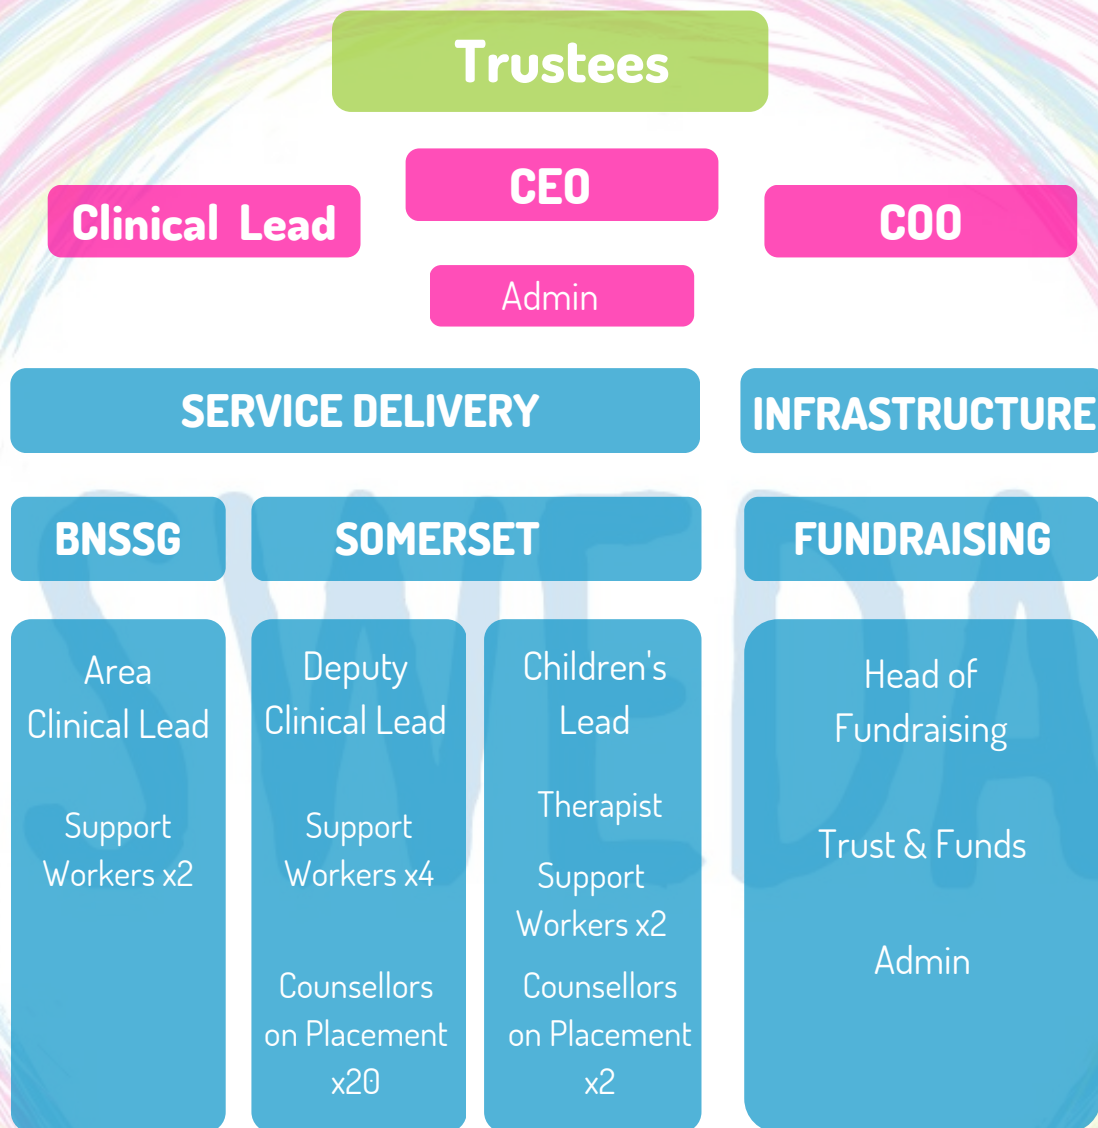 Trustees
CEO
Clinical Lead
COO
Admin
SERVICE DELIVERY
INFRASTRUCTURE
BNSSG
SOMERSET
FUNDRAISING
Area
Clinical Lead
Support
Workers x2
Deputy
Clinical Lead
Support
Workers x4
Counsellors
on Placement
x20
Children's
Lead
Therapist
Support
Workers x2
Counsellors
on Placement
x2
Head of
Fundraising
Trust & Funds
Admin
SWEDA